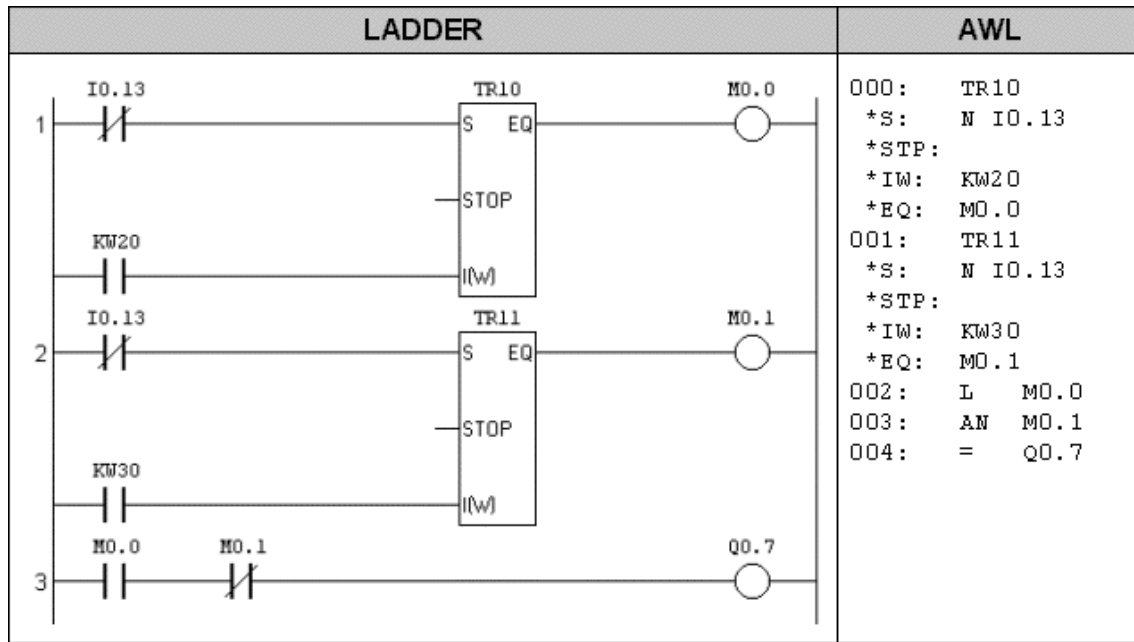 LADDER
AWL
I0.13 TR10 M0.0
1 S EQ
STOP
KW20
I(W)
I0.13 TR11 M0.1
2 S EQ
STOP
KW30
I(W)
M0.0 M0.1 Q0.7
3
000: TR10
*S: N I0.13
*STP:
*IW: KW20
*EQ: M0.0
001: TR11
*S: N I0.13
*STP:
*IW: KW30
*EQ: M0.1
002: L M0.0
003: AN M0.1
004: = Q0.7